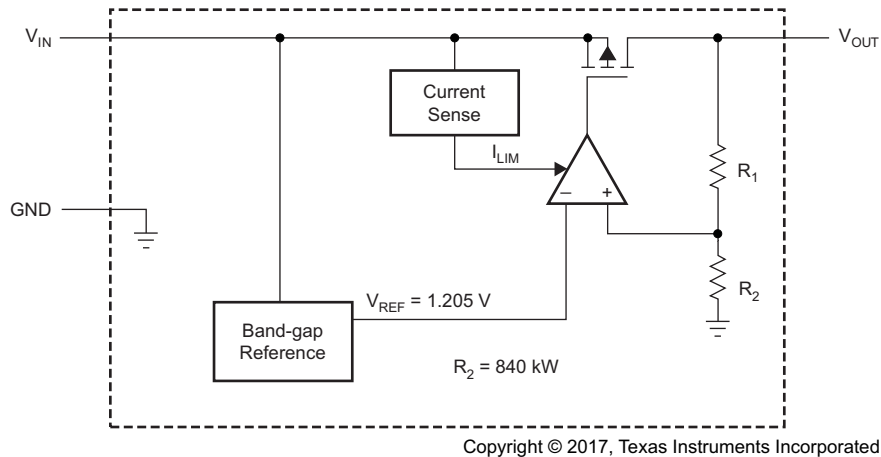 V_IN
V_OUT
Current
Sense
I_LIM
R_1
– +
GND
R_2
V_REF = 1.205 V
Band-gap
Reference
R_2 = 840 kW
Copyright © 2017, Texas Instruments Incorporated